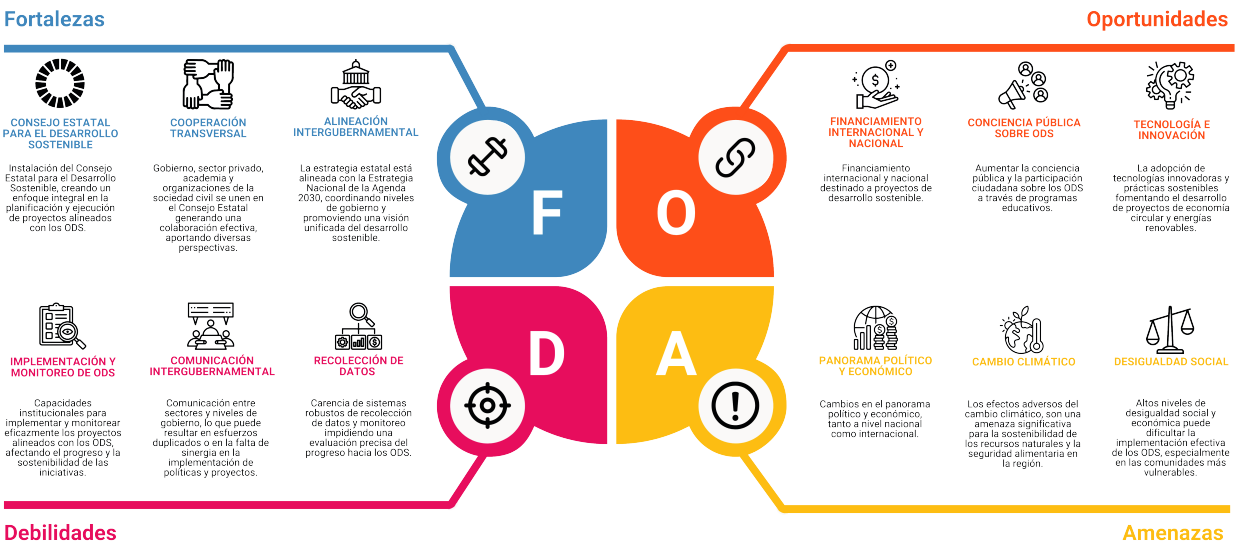 Fortalezas
CONSEJO ESTATAL
PARA EL DESARROLLO
SOSTENIBLE
Instalación del Consejo
Estatal para el Desarrollo
Sostenible, creando un
enfoque integral en la
planificación y ejecución
de proyectos alineados
con los ODS.
COOPERACIÓN
TRANSVERSAL
Gobierno, sector privado,
academia y
organizaciones de la
sociedad civil se unen en
el Consejo Estatal
generando una
colaboración efectiva,
aportando diversas
perspectivas.
ALINEACIÓN
INTERGUBERNAMENTAL
La estrategia estatal está
alineada con la Estrategia
Nacional de la Agenda
2030, coordinando niveles
de gobierno y
promoviendo una visión
unificada del desarrollo
sostenible.
F
Oportunidades
FINANCIAMIENTO
INTERNACIONAL Y
NACIONAL
Financiamiento
internacional y nacional
destinado a proyectos de
desarrollo sostenible.
CONCIENCIA PÚBLICA
SOBRE ODS
Aumentar la conciencia
pública y la participación
ciudadana sobre los ODS
a través de programas
educativos.
TECNOLOGÍA E
INNOVACIÓN
La adopción de
tecnologías innovadoras y
prácticas sostenibles
fomentando el desarrollo
de proyectos de economía
circular y energías
renovables.
O
IMPLEMENTACIÓN Y
MONITOREO DE ODS
Capacidades
institucionales para
implementar y monitorear
eficazmente los proyectos
alineados con los ODS,
afectando el progreso y la
sostenibilidad de las
iniciativas.
COMUNICACIÓN
INTERGUBERNAMENTAL
Comunicación entre
sectores y niveles de
gobierno, lo que puede
resultar en esfuerzos
duplicados o en la falta de
sinergia en la
implementación de
políticas y proyectos.
RECOLECCIÓN DE
DATOS
Carencia de sistemas
robustos de recolección
de datos y monitoreo
impidiendo una
evaluación precisa del
progreso hacia los ODS.
D
Debilidades
A
PANORAMA POLÍTICO
Y ECONÓMICO
Cambios en el panorama
político y económico,
tanto a nivel nacional
como internacional.
CAMBIO CLIMÁTICO
Los efectos adversos del
cambio climático, son una
amenaza significativa
para la sostenibilidad de
los recursos naturales y la
seguridad alimentaria en
la región.
DESIGUALDAD SOCIAL
Altos niveles de
desigualdad social y
económica puede
dificultar la
implementación efectiva
de los ODS, especialmente
en las comunidades más
vulnerables.
Amenazas